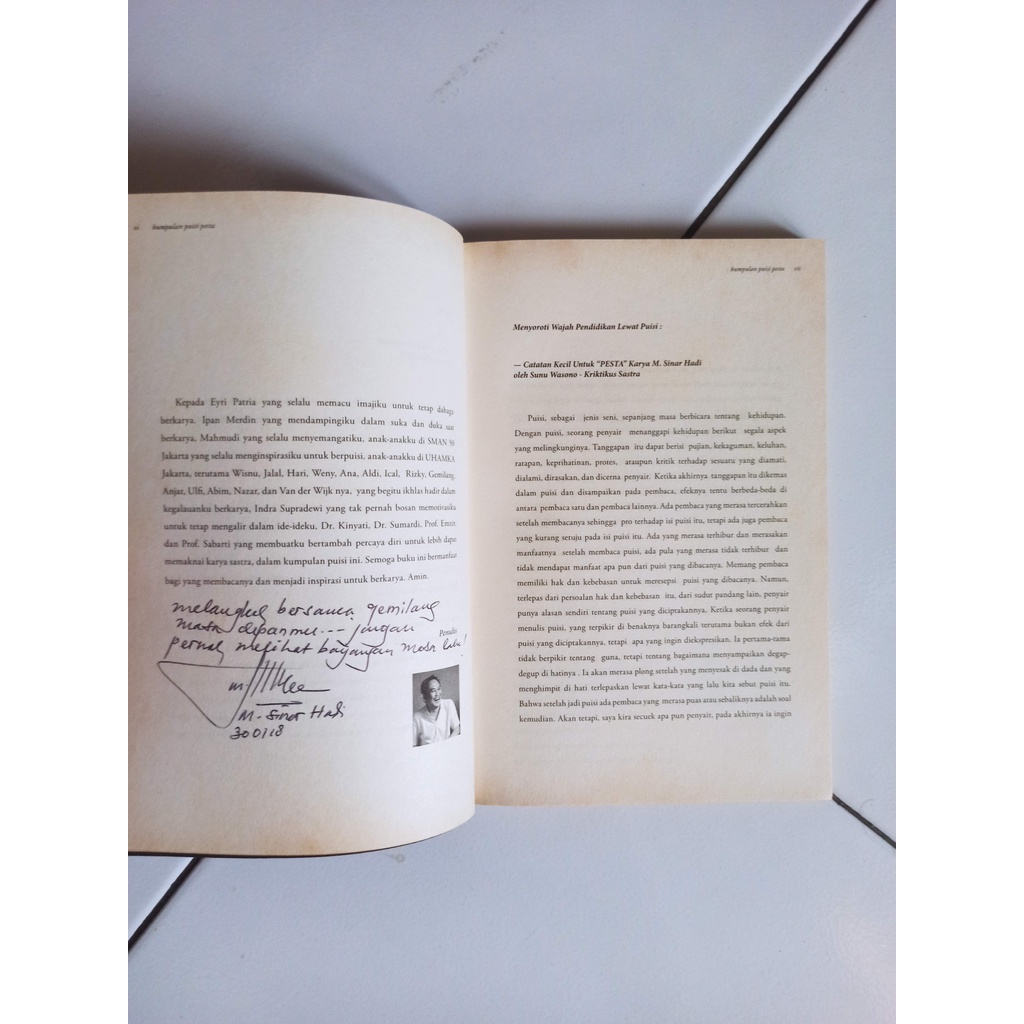 vi kumpulan puisi pesta
Kepada Eyri Patria yang selalu memacu imajiku untuk tetap dahaga
berkarya. Ipan Merdin yang mendampingiku dalam suka dan duka saat
berkarya, Mahmudi yang selalu menyemangatiku, anak-anakku di SMAN 99
Jakarta yang selalu menginspirasiku untuk berpuisi, anak-anakku di UHAMKA
Jakarta, terutama Wisnu, Jalal, Hari, Weny, Ana, Aldi, Ical, Rizky, Gemilang,
Anjar, Ulfi, Abim, Nazar, dan Van der Wijk nya, yang begitu ikhlas hadir dalam
kegalauanku berkarya, Indra Supradewi yang tak pernah bosan memotivasiku
untuk tetap mengalir dalam ide-ideku, Dr. Kinyati, Dr. Sumardi, Prof. Emzir,
dan Prof. Sabarti yang membuatku bertambah percaya diri untuk lebih dapat
memaknai karya sastra, dalam kumpulan puisi ini. Semoga buku ini bermanfaat
bagi yang membacanya dan menjadi inspirasi untuk berkarya. Amin.
melangkah bersama gemilang
masa depanmu --- jangan
Penulis
pernah melihat bayangan masa lalu!
M. Sinar Hadi
300118
kumpulan puisi pesta vii
Menyoroti Wajah Pendidikan Lewat Puisi :
— Catatan Kecil Untuk "PESTA" Karya M. Sinar Hadi
oleh Sunu Wasono - Kriktikus Sastra
Puisi, sebagai jenis seni, sepanjang masa berbicara tentang kehidupan.
Dengan puisi, seorang penyair menanggapi kehidupan berikut segala aspek
yang melingkunginya. Tanggapan itu dapat berisi pujian, kekaguman, keluhan,
ratapan, keprihatinan, protes, ataupun kritik terhadap sesuatu yang diamati,
dialami, dirasakan, dan dicerna penyair. Ketika akhirnya tanggapan itu dikemas
dalam puisi dan disampaikan pada pembaca, efeknya tentu berbeda-beda di
antara pembaca satu dan pembaca lainnya. Ada pembaca yang merasa tercerahkan
setelah membacanya sehingga pro terhadap isi puisi itu, tetapi ada juga pembaca
yang kurang setuju pada isi puisi itu. Ada yang merasa terhibur dan merasakan
manfaatnya setelah membaca puisi, ada pula yang merasa tidak terhibur dan
tidak mendapat manfaat apa pun dari puisi yang dibacanya. Memang pembaca
memiliki hak dan kebebasan untuk meresepsi puisi yang dibacanya. Namun,
terlepas dari persoalan hak dan kebebasan itu, dari sudut pandang lain, penyair
punya alasan sendiri tentang puisi yang diciptakannya. Ketika seorang penyair
menulis puisi, yang terpikir di benaknya barangkali terutama bukan efek dari
puisi yang diciptakannya, tetapi apa yang ingin diekspresikan. Ia pertama-tama
tidak berpikir tentang guna, tetapi tentang bagaimana menyampaikan degap-
degup di hatinya . Ia akan merasa plong setelah yang menyesak di dada dan yang
menghimpit di hati terlepaskan lewat kata-kata yang lalu kita sebut puisi itu.
Bahwa setelah jadi puisi ada pembaca yang merasa puas atau sebaliknya adalah soal
kemudian. Akan tetapi, saya kira secuek apa pun penyair, pada akhirnya ia ingin